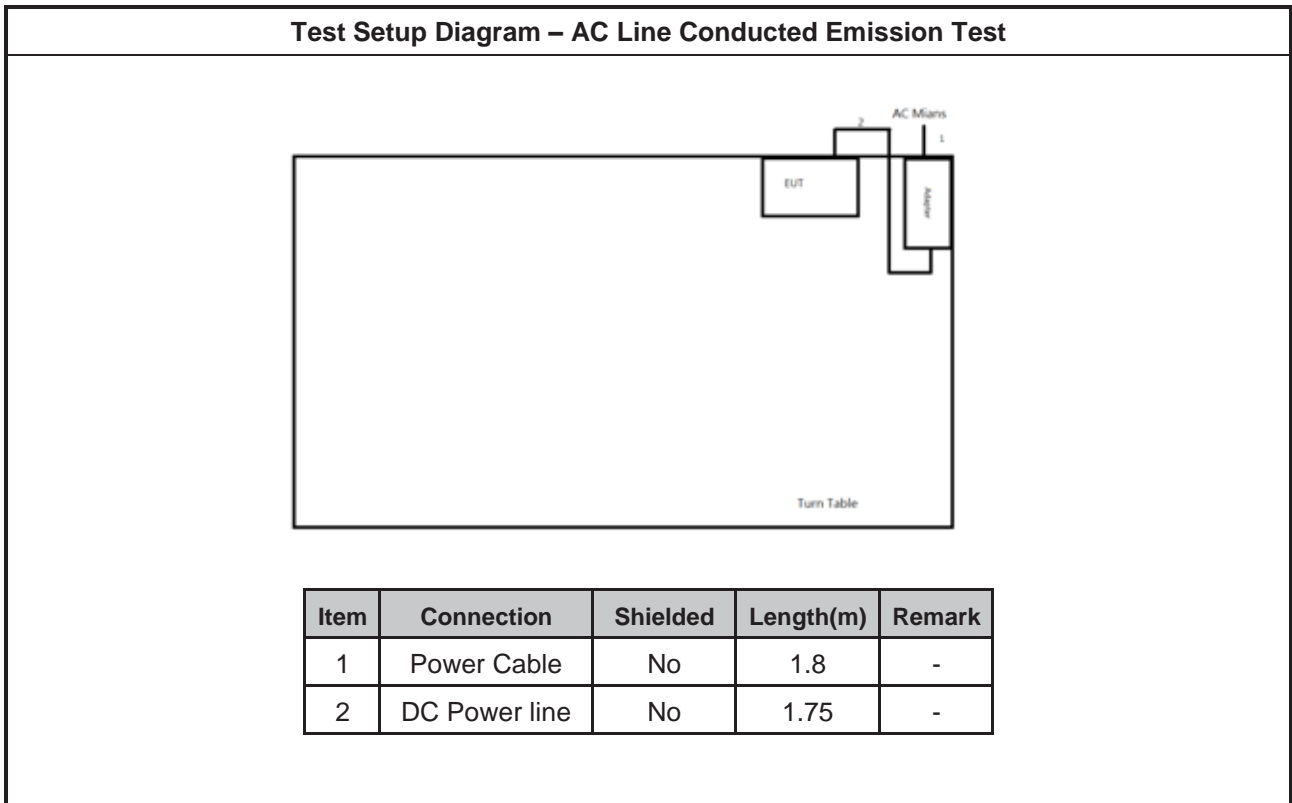 Test Setup Diagram – AC Line Conducted Emission Test
AC Mians
2
1
EUT
Adapter
Turn Table
Item Connection Shielded Length(m) Remark
1 Power Cable No 1.8 -
2 DC Power line No 1.75 -